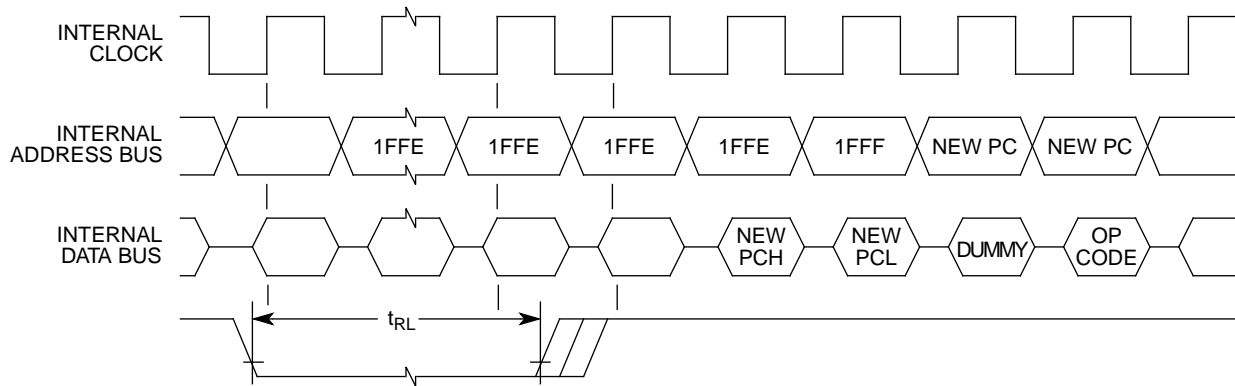 INTERNAL
CLOCK
INTERNAL
ADDRESS BUS
1FFE
1FFE
1FFE
1FFE
1FFF
NEW PC
NEW PC
INTERNAL
DATA BUS
NEW
PCH
NEW
PCL
DUMMY
OP
CODE
tRL